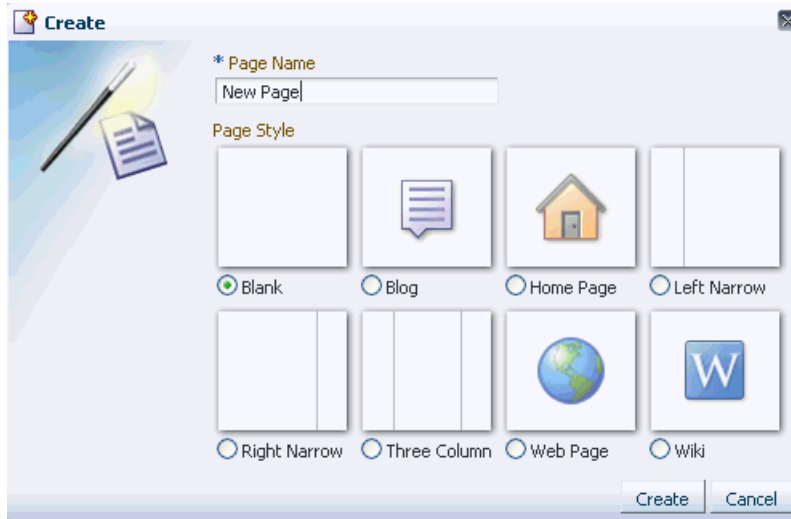 Create
* Page Name
New Page
Page Style
Blank
Blog
Home Page
Left Narrow
Right Narrow
Three Column
Web Page
W
Wiki
Create
Cancel